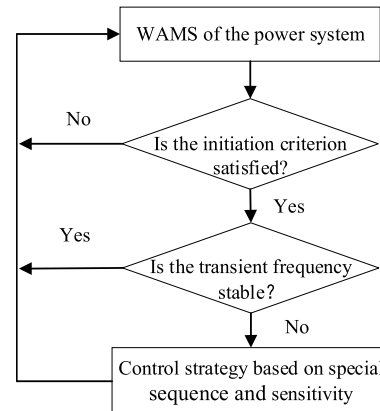 WAMS of the power system
No
Is the initiation criterion
satisfied?
Yes
Yes
Is the transient frequency
stable?
No
Control strategy based on special
sequence and sensitivity